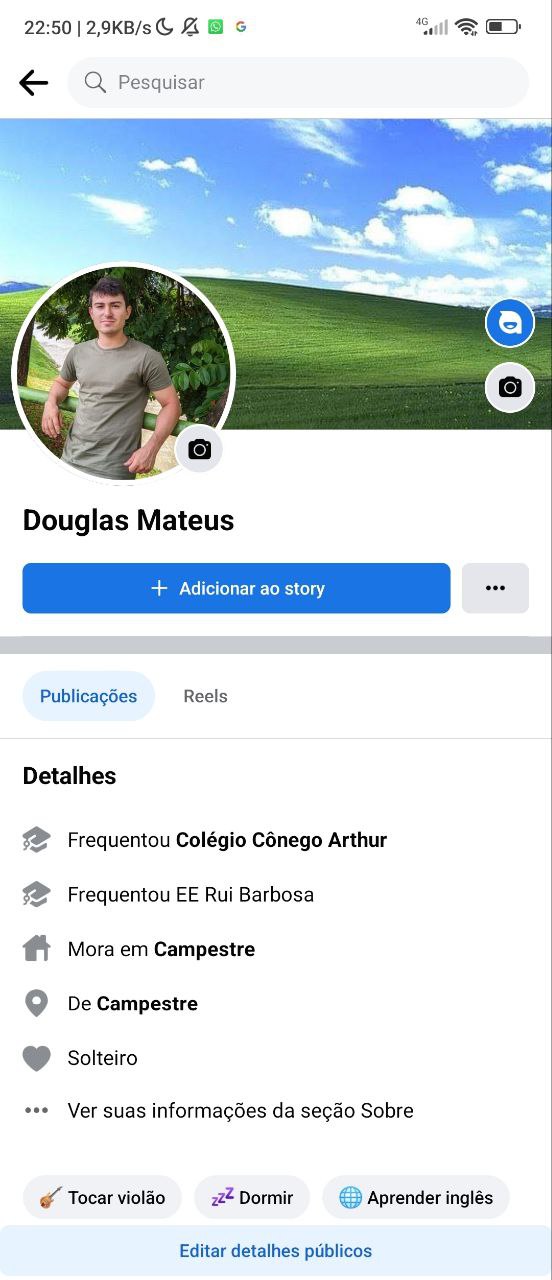 22:50 | 2,9KB/s
4G
Pesquisar
Douglas Mateus
+ Adicionar ao story
Publicações Reels
Detalhes
Frequentou Colégio Cônego Arthur
Frequentou EE Rui Barbosa
Mora em Campestre
De Campestre
Solteiro
Ver suas informações da seção Sobre
Tocar violão zzZ Dormir Aprender inglês
Editar detalhes públicos